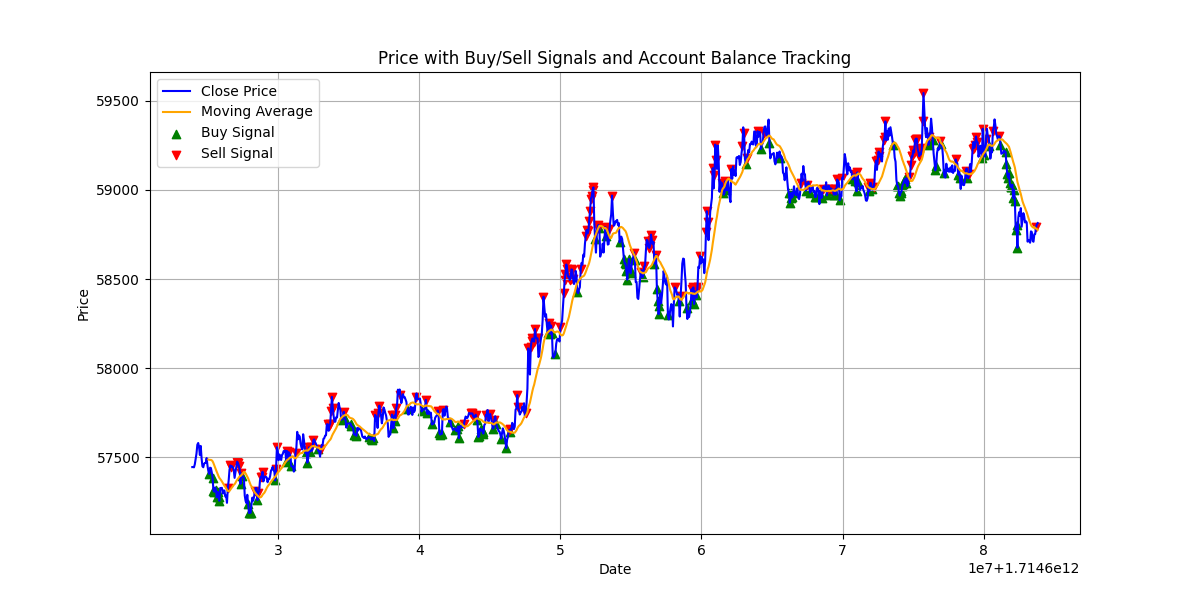 Price with Buy/Sell Signals and Account Balance Tracking
Close Price
Moving Average
Buy Signal
Sell Signal
59500
59000
58500
58000
57500
Price
3 4 5 6 7 8
Date
1e7+1.7146e12